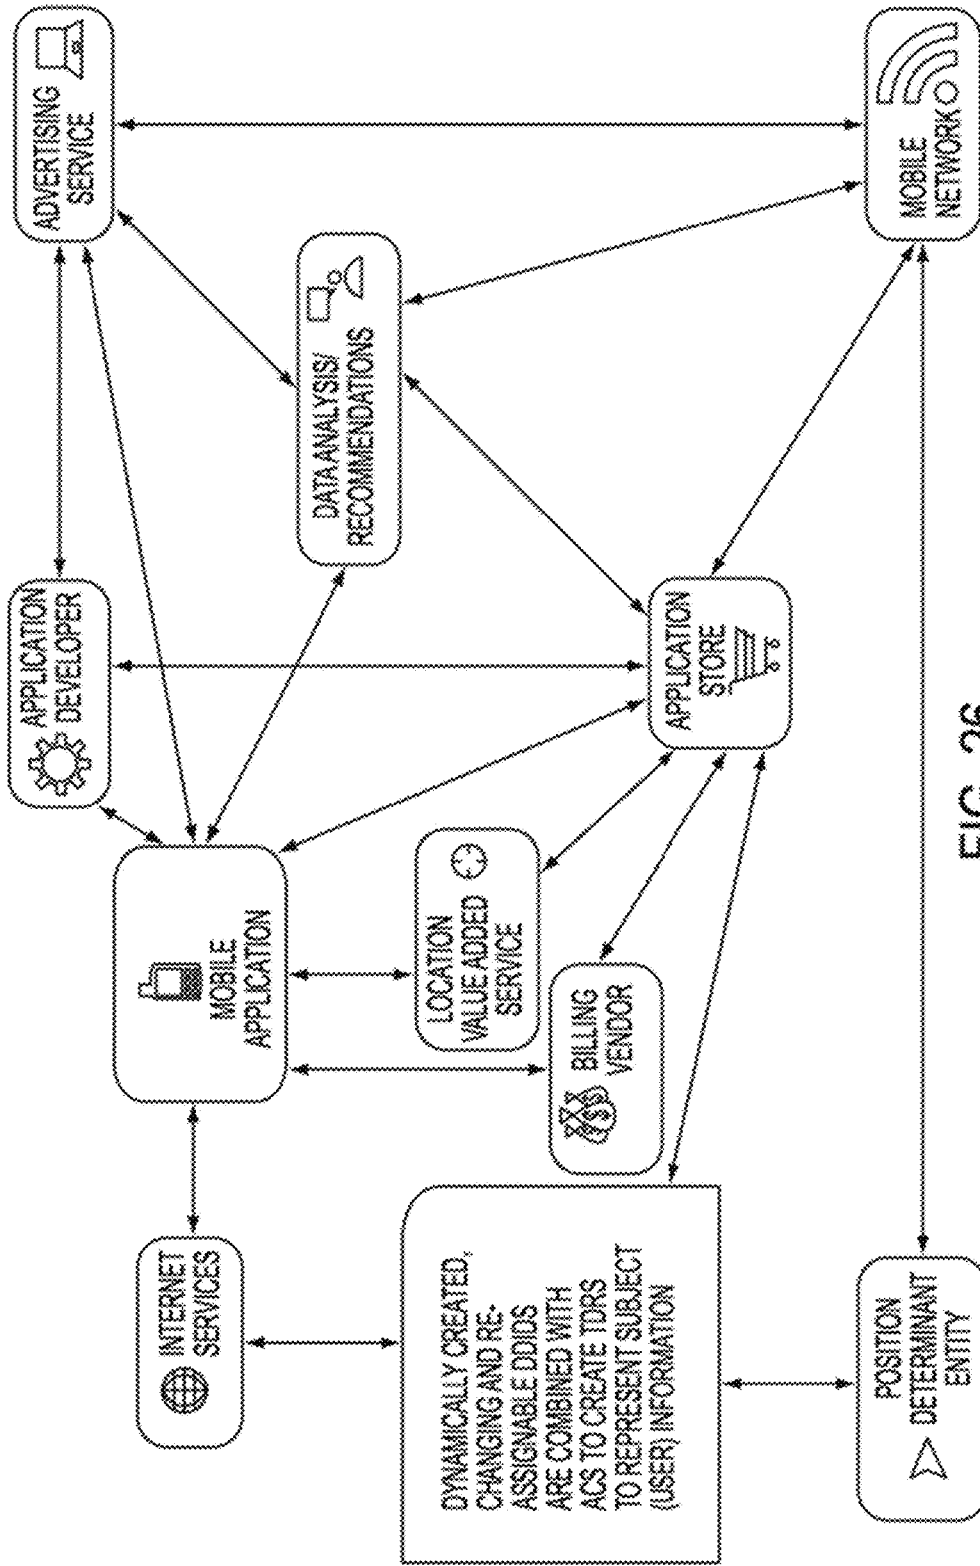 INTERNET
SERVICES
MOBILE
APPLICATION
APPLICATION
DEVELOPER
ADVERTISING
SERVICE
DYNAMICALLY CREATED,
CHANGING AND RE-
ASSIGNABLE DDIDS
ARE COMBINED WITH
ACS TO CREATE TDRS
TO REPRESENT SUBJECT
(USER) INFORMATION
BILLING
VENDOR
LOCATION
VALUE ADDED
SERVICE
DATA ANALYSIS/
RECOMMENDATIONS
APPLICATION
STORE
POSITION
DETERMINANT
ENTITY
MOBILE
NETWORK
FIG. 26